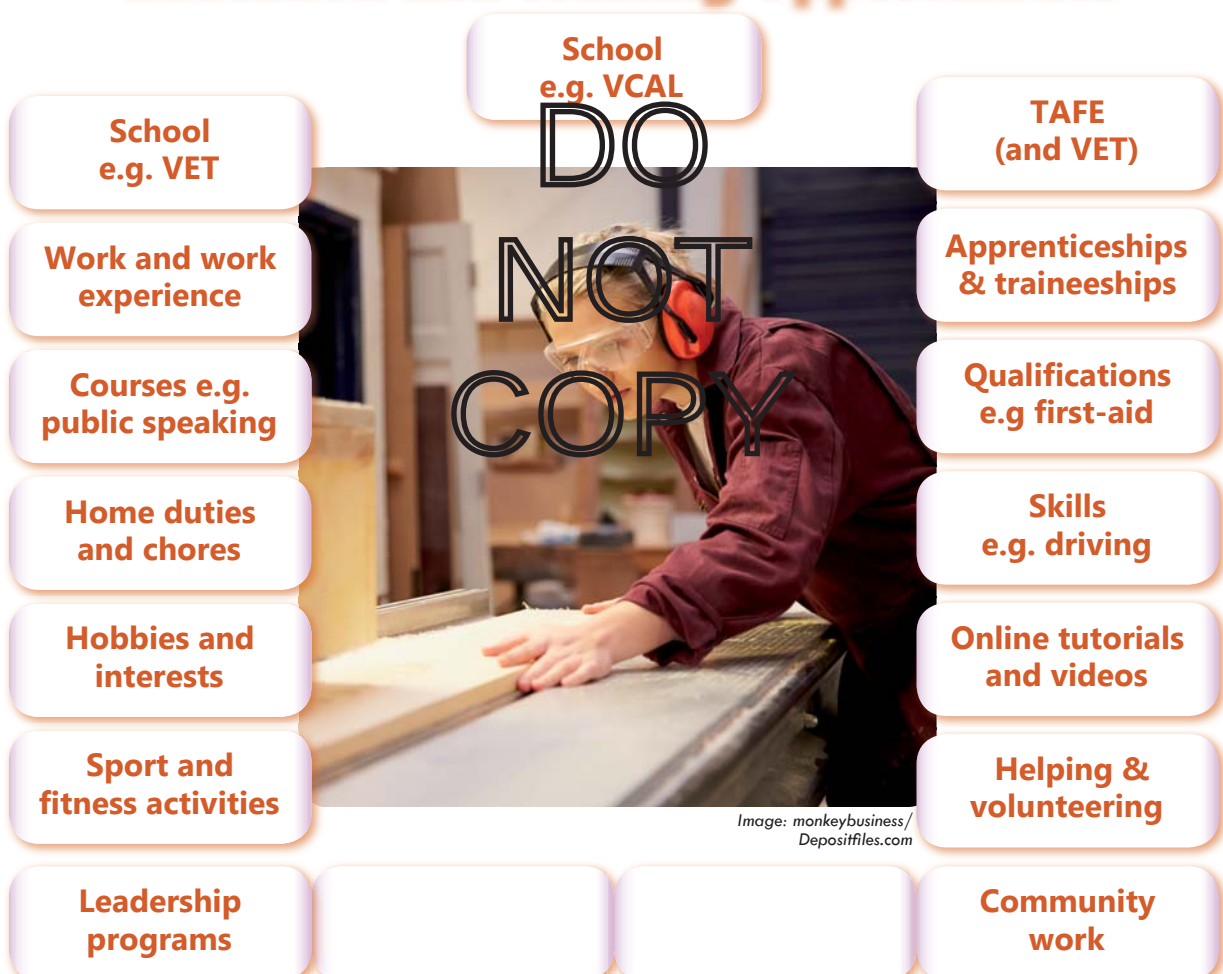 School
e.g. VCAL
School
e.g. VET
TAFE
(and VET)
DO
NOT
COPY
Work and work
experience
Apprenticeships
& traineeships
Courses e.g.
public speaking
Qualifications
e.g first-aid
Home duties
and chores
Skills
e.g. driving
Hobbies and
interests
Online tutorials
and videos
Sport and
fitness activities
Helping &
volunteering
Image: monkeybusiness/
Depositfiles.com
Leadership
programs
Community
work